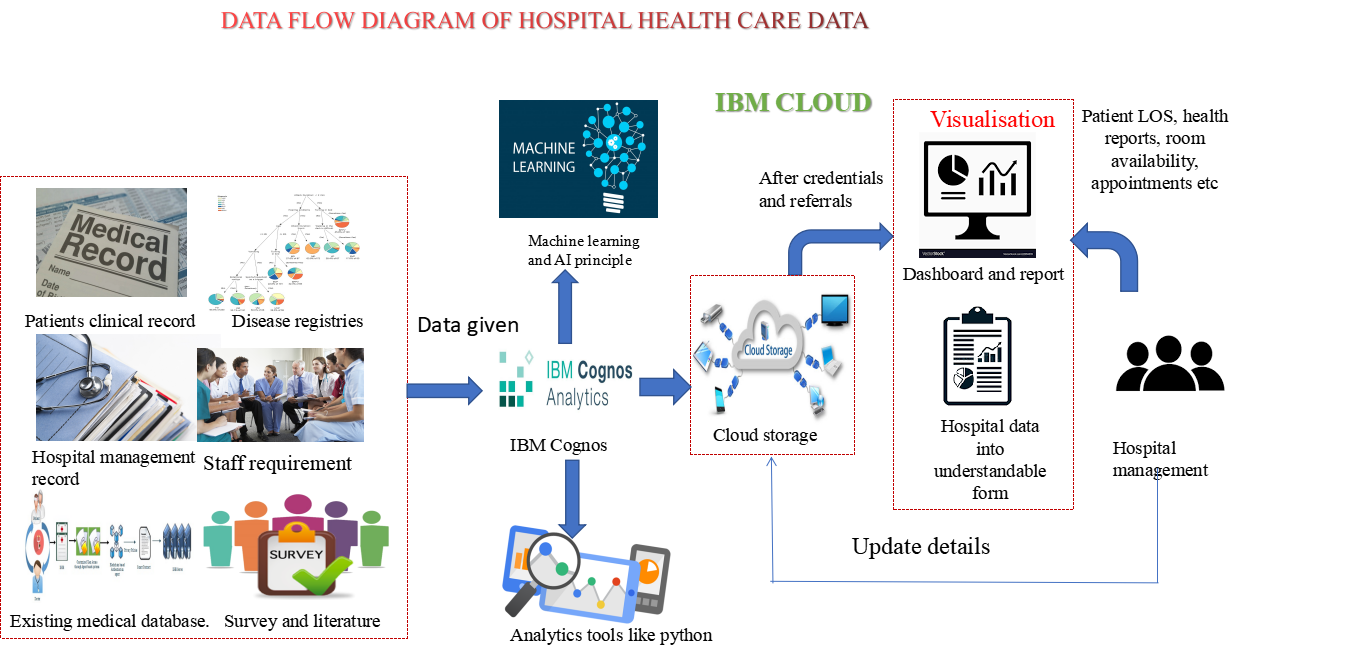 DATA FLOW DIAGRAM OF HOSPITAL HEALTH CARE DATA
IBM CLOUD
MACHINE
LEARNING
Machine learning
and AI principle
Medical
Record
Name
Date
Patients clinical record
Disease registries
Hospital management
record
Staff requirement
SURVEY
Existing medical database.
Survey and literature
Data given
IBM Cognos
Analytics
IBM Cognos
Analytics tools like python
Cloud Storage
Cloud storage
After credentials
and referrals
Visualisation
VectorStock
Dashboard and report
Hospital data
into
understandable
form
Patient LOS, health
reports, room
availability,
appointments etc
Hospital
management
Update details